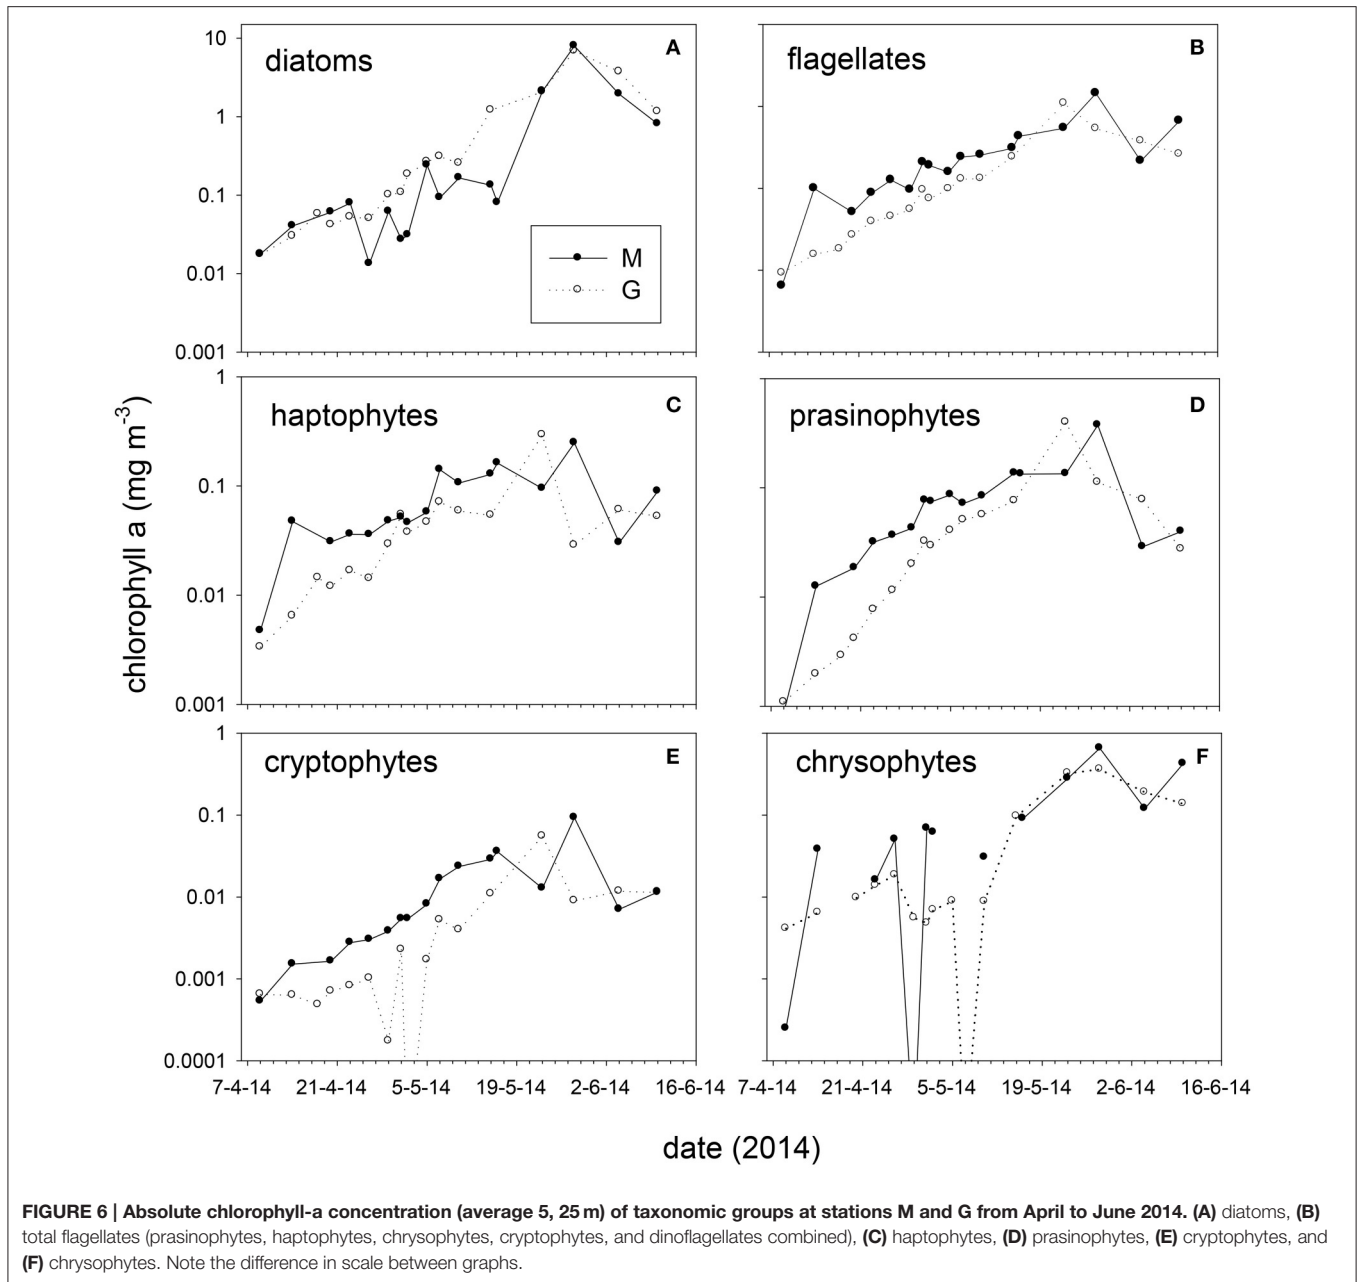 diatoms
A
10
1
0.1
0.01
0.001
M
G
flagellates
B
haptophytes
C
1
0.1
0.01
0.001
prasinophytes
D
chlorophyll a (mg m-3)
cryptophytes
E
1
0.1
0.01
0.001
0.0001
chrysophytes
F
7-4-14 21-4-14 5-5-14 19-5-14 2-6-14 16-6-14
7-4-14 21-4-14 5-5-14 19-5-14 2-6-14 16-6-14
date (2014)
FIGURE 6 | Absolute chlorophyll-a concentration (average 5, 25 m) of taxonomic groups at stations M and G from April to June 2014. (A) diatoms, (B)
total flagellates (prasinophytes, haptophytes, chrysophytes, cryptophytes, and dinoflagellates combined), (C) haptophytes, (D) prasinophytes, (E) cryptophytes, and
(F) chrysophytes. Note the difference in scale between graphs.